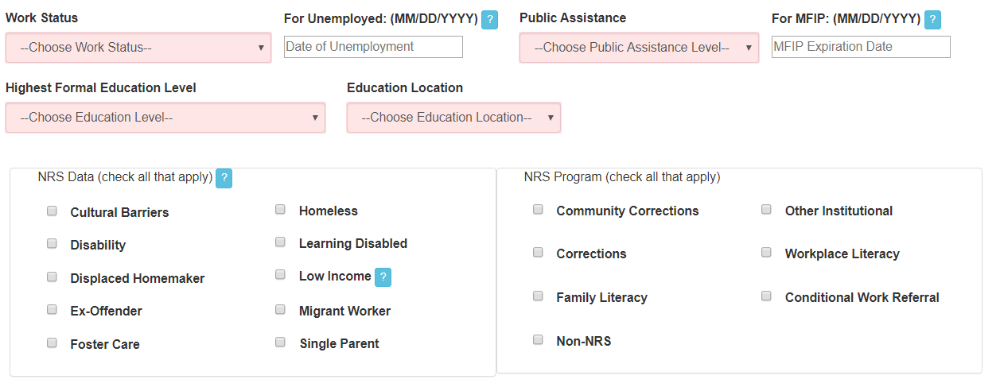 Work Status
For Unemployed: (MM/DD/YYYY) ?
Public Assistance
For MFIP: (MM/DD/YYYY) ?
--Choose Work Status--
Date of Unemployment
--Choose Public Assistance Level--
MFIP Expiration Date
Highest Formal Education Level
Education Location
--Choose Education Level--
--Choose Education Location--
NRS Data (check all that apply) ?
Cultural Barriers
Homeless
Disability
Learning Disabled
Displaced Homemaker
Low Income ?
Ex-Offender
Migrant Worker
Foster Care
Single Parent
NRS Program (check all that apply)
Community Corrections
Other Institutional
Corrections
Workplace Literacy
Family Literacy
Conditional Work Referral
Non-NRS